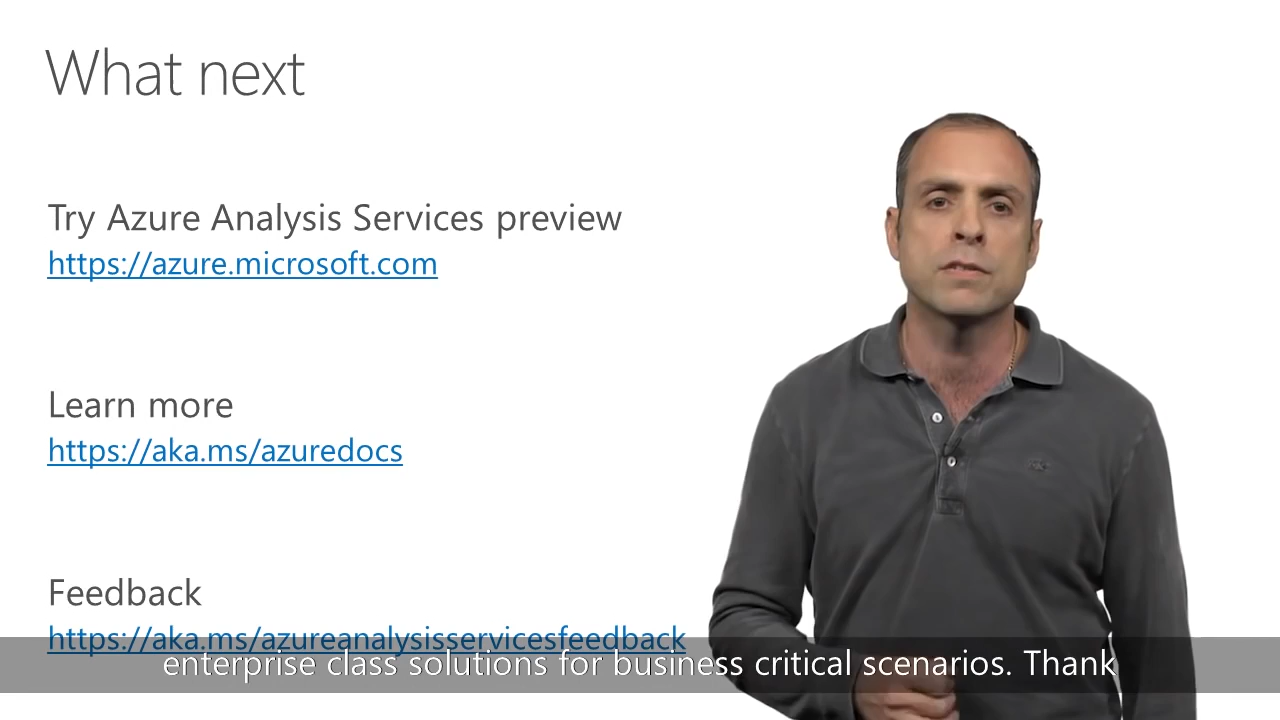 What next
Try Azure Analysis Services preview
https://azure.microsoft.com
Learn more
https://aka.ms/azuredocs
Feedback
https://aka.ms/azureanalysisservicesfeedback
enterprise class solutions for business critical scenarios. Thank